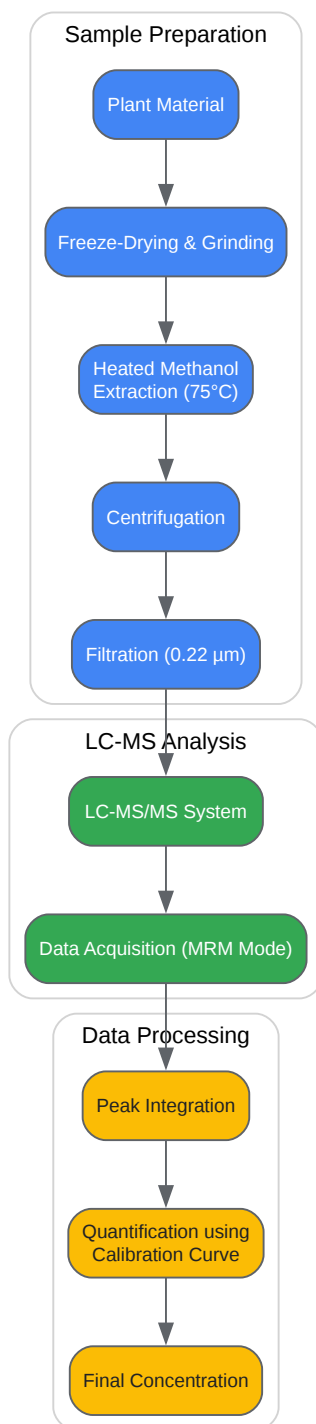 Sample Preparation
Plant Material
Freeze-Drying & Grinding
Heated Methanol
Extraction (75°C)
Centrifugation
Filtration (0.22 µm)
LC-MS Analysis
LC-MS/MS System
Data Acquisition (MRM Mode)
Data Processing
Peak Integration
Quantification using
Calibration Curve
Final Concentration